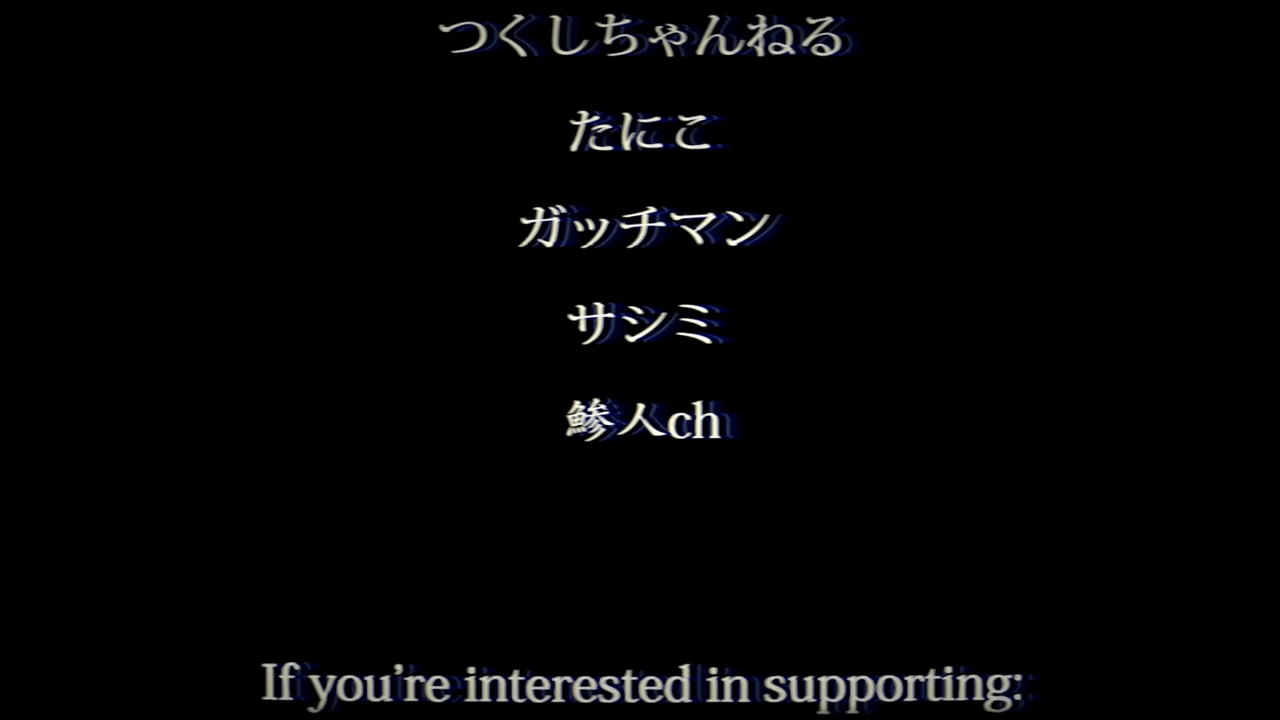 つくしちゃんねる
たにこ
ガッチマン
サシミ
鯵人ch
If you're interested in supporting: